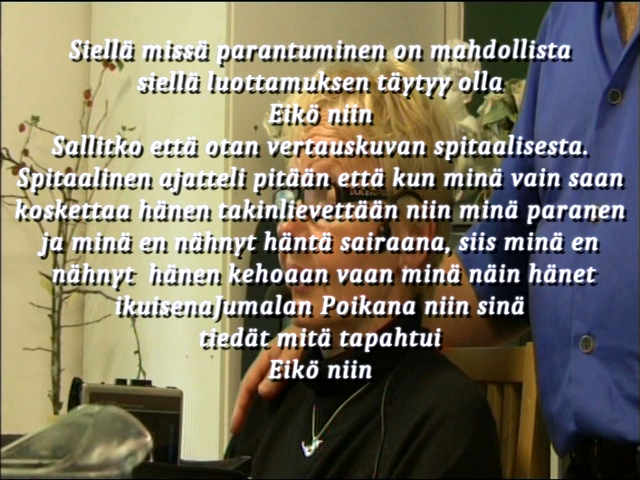 Siellä missä parantuminen on mahdollista
siellä luottamuksen täytyy olla
Eikö niin
Sallitko että otan vertauskuvan spitaalisesta.
Spitaalinen ajatteli pitään että kun minä vain saan
koskettaa hänen takinlievettään niin minä paranen
ja minä en nähnyt häntä sairaana, siis minä en
nähnyt hänen kehoaan vaan minä näin hänet
ikuisenaJumalan Poikana niin sinä
tiedät mitä tapahtui
Eikö niin